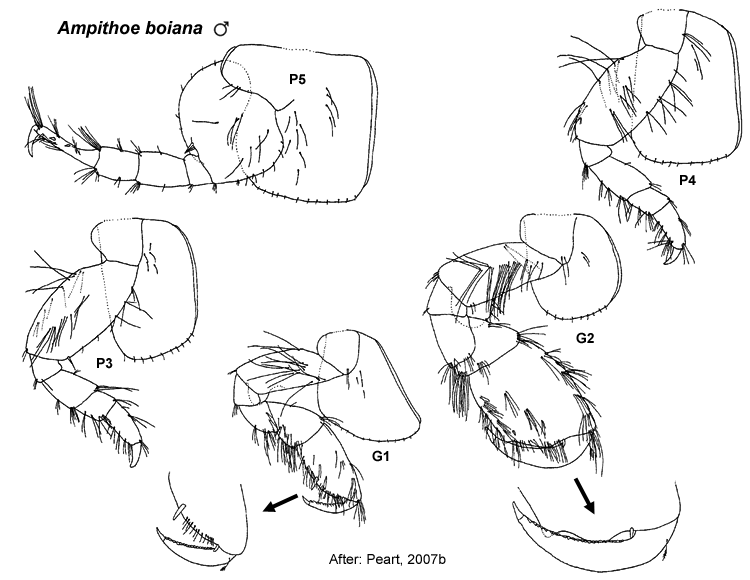 Ampithoe boiana ♂
P5
P4
P3
G2
G1
After: Peart, 2007b